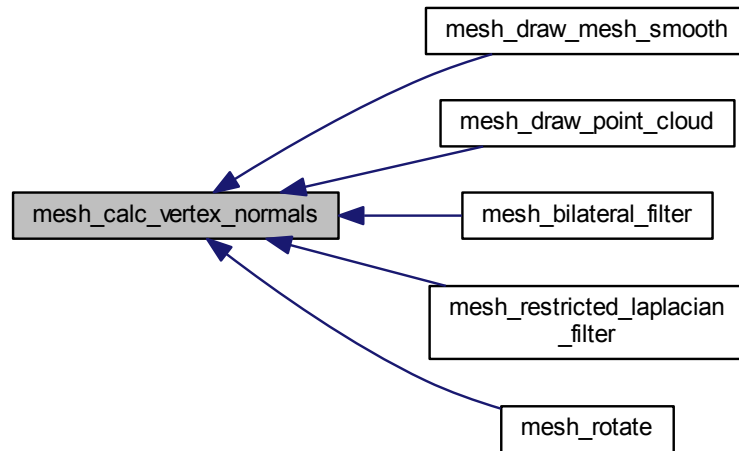 mesh_draw_mesh_smooth
mesh_draw_point_cloud
mesh_calc_vertex_normals
mesh_bilateral_filter
mesh_restricted_laplacian
_filter
mesh_rotate